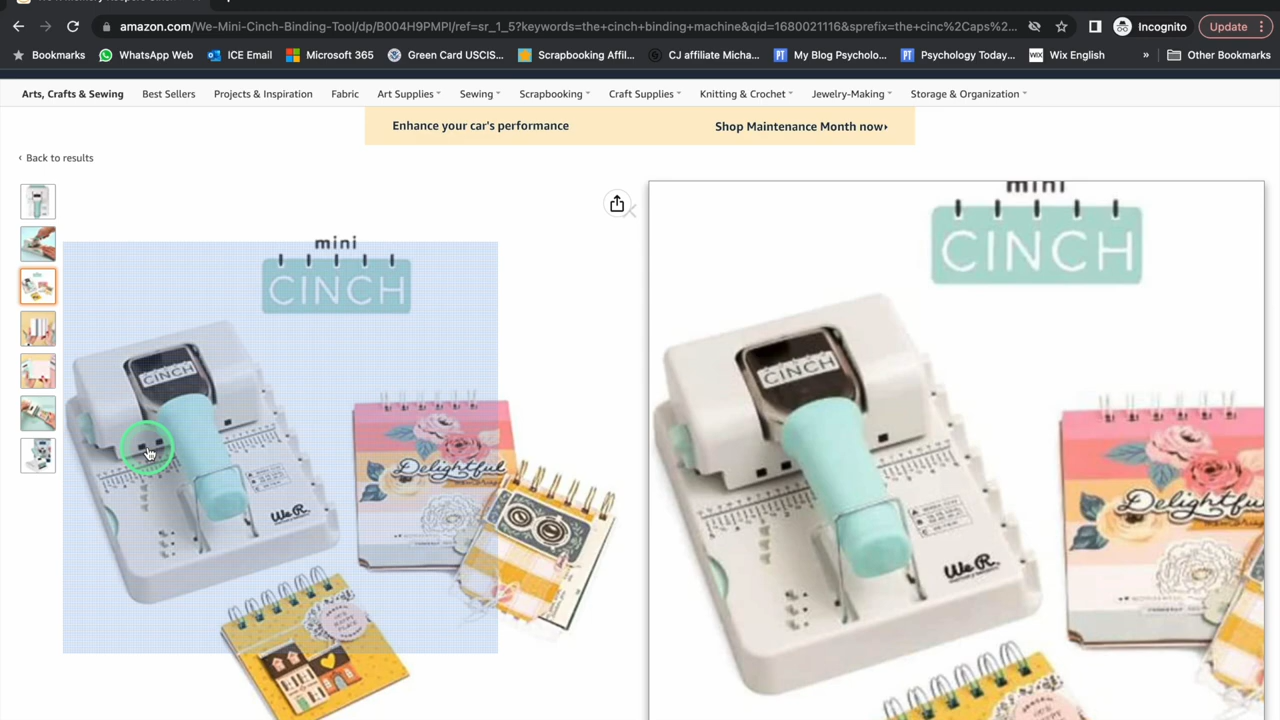 amazon.com/We-Mini-Cinch-Binding-Tool/dp/B004H9PMPI/ref=sr_1_5?keywords=the+cinch+binding+machine&qid=1680021116&sprefix=the+cinc%2Caps%2C...
Incognito
Update
Bookmarks
WhatsApp Web
ICE Email
Microsoft 365
Green Card USCIS...
Scrapbooking Affil...
CJ affiliate Micha...
My Blog Psycholo...
Psychology Today...
Wix English
»
Other Bookmarks
Arts, Crafts & Sewing
Best Sellers
Projects & Inspiration
Fabric
Art Supplies
Sewing
Scrapbooking
Craft Supplies
Knitting & Crochet
Jewelry-Making
Storage & Organization
Enhance your car's performance
Shop Maintenance Month now
‹ Back to results
mini
CINCH
CINCH
Delightful
We R
mini
CINCH
CINCH
Delightful
We R